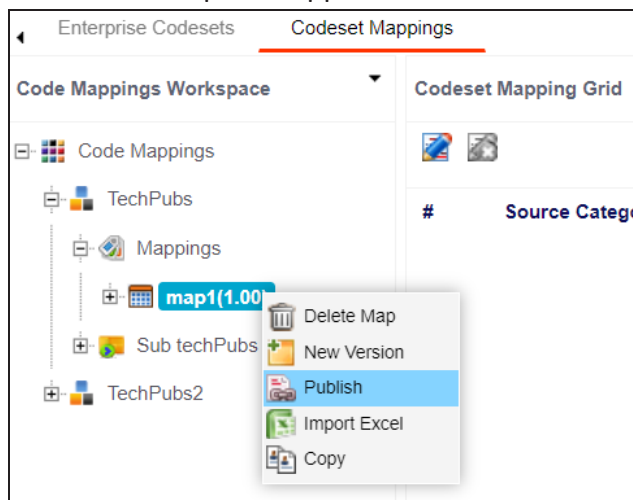 Enterprise Codesets Codeset Mappings
Code Mappings Workspace
Codeset Mapping Grid
Code Mappings
TechPubs
# Source Catego
Mappings
map1(1.00)
Sub techPubs
TechPubs2
Delete Map
New Version
Publish
Import Excel
Copy